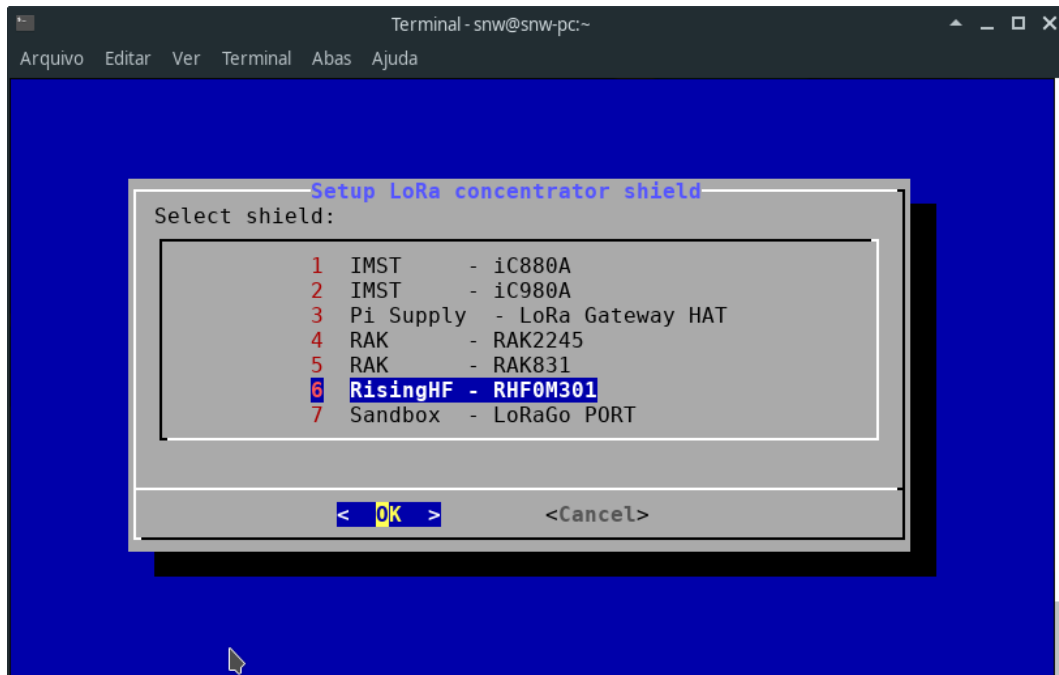 Terminal - snw@snw-pc:~
Arquivo Editar Ver Terminal Abas Ajuda
Setup LoRa concentrator shield
Select shield:
1 IMST - iC880A
2 IMST - iC980A
3 Pi Supply - LoRa Gateway HAT
4 RAK - RAK2245
5 RAK - RAK831
6 RisingHF - RHF0M301
7 Sandbox - LoRaGo PORT
< OK > <Cancel>